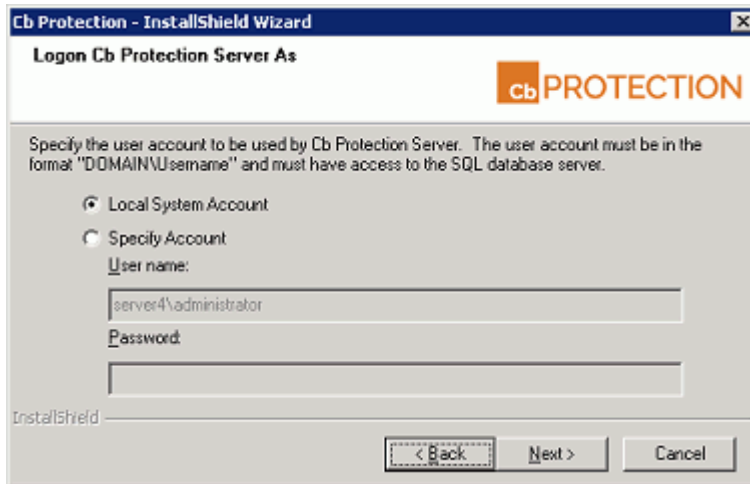 Cb Protection - InstallShield Wizard
Logon Cb Protection Server As
Cb PROTECTION
Specify the user account to be used by Cb Protection Server. The user account must be in the
format "DOMAIN\Username" and must have access to the SQL database server.
Local System Account
Specify Account
User name:
server4\administrator
Password:
InstallShield
< Back
Next >
Cancel